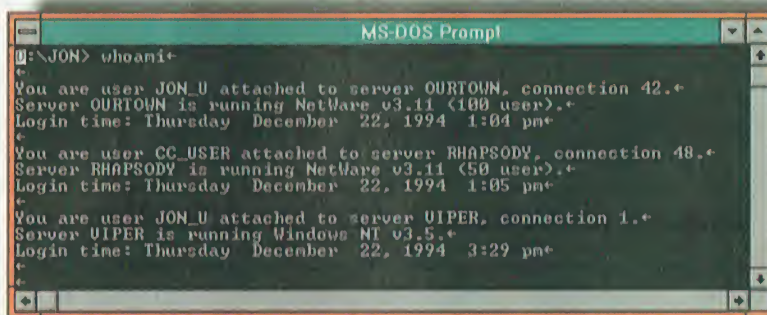 MS-DOS Prompt
D:\JON> whoami←
←
You are user JON_U attached to server OURTOWN, connection 42.←
Server OURTOWN is running NetWare v3.11 (100 user).←
Login time: Thursday  December  22, 1994  1:04 pm←
←
You are user CC_USER attached to server RHAPSODY, connection 48.←
Server RHAPSODY is running NetWare v3.11 (50 user).←
Login time: Thursday  December  22, 1994  1:05 pm←
←
You are user JON_U attached to server VIPER, connection 1.←
Server VIPER is running Windows NT v3.5.←
Login time: Thursday  December  22, 1994  3:29 pm←
←
←